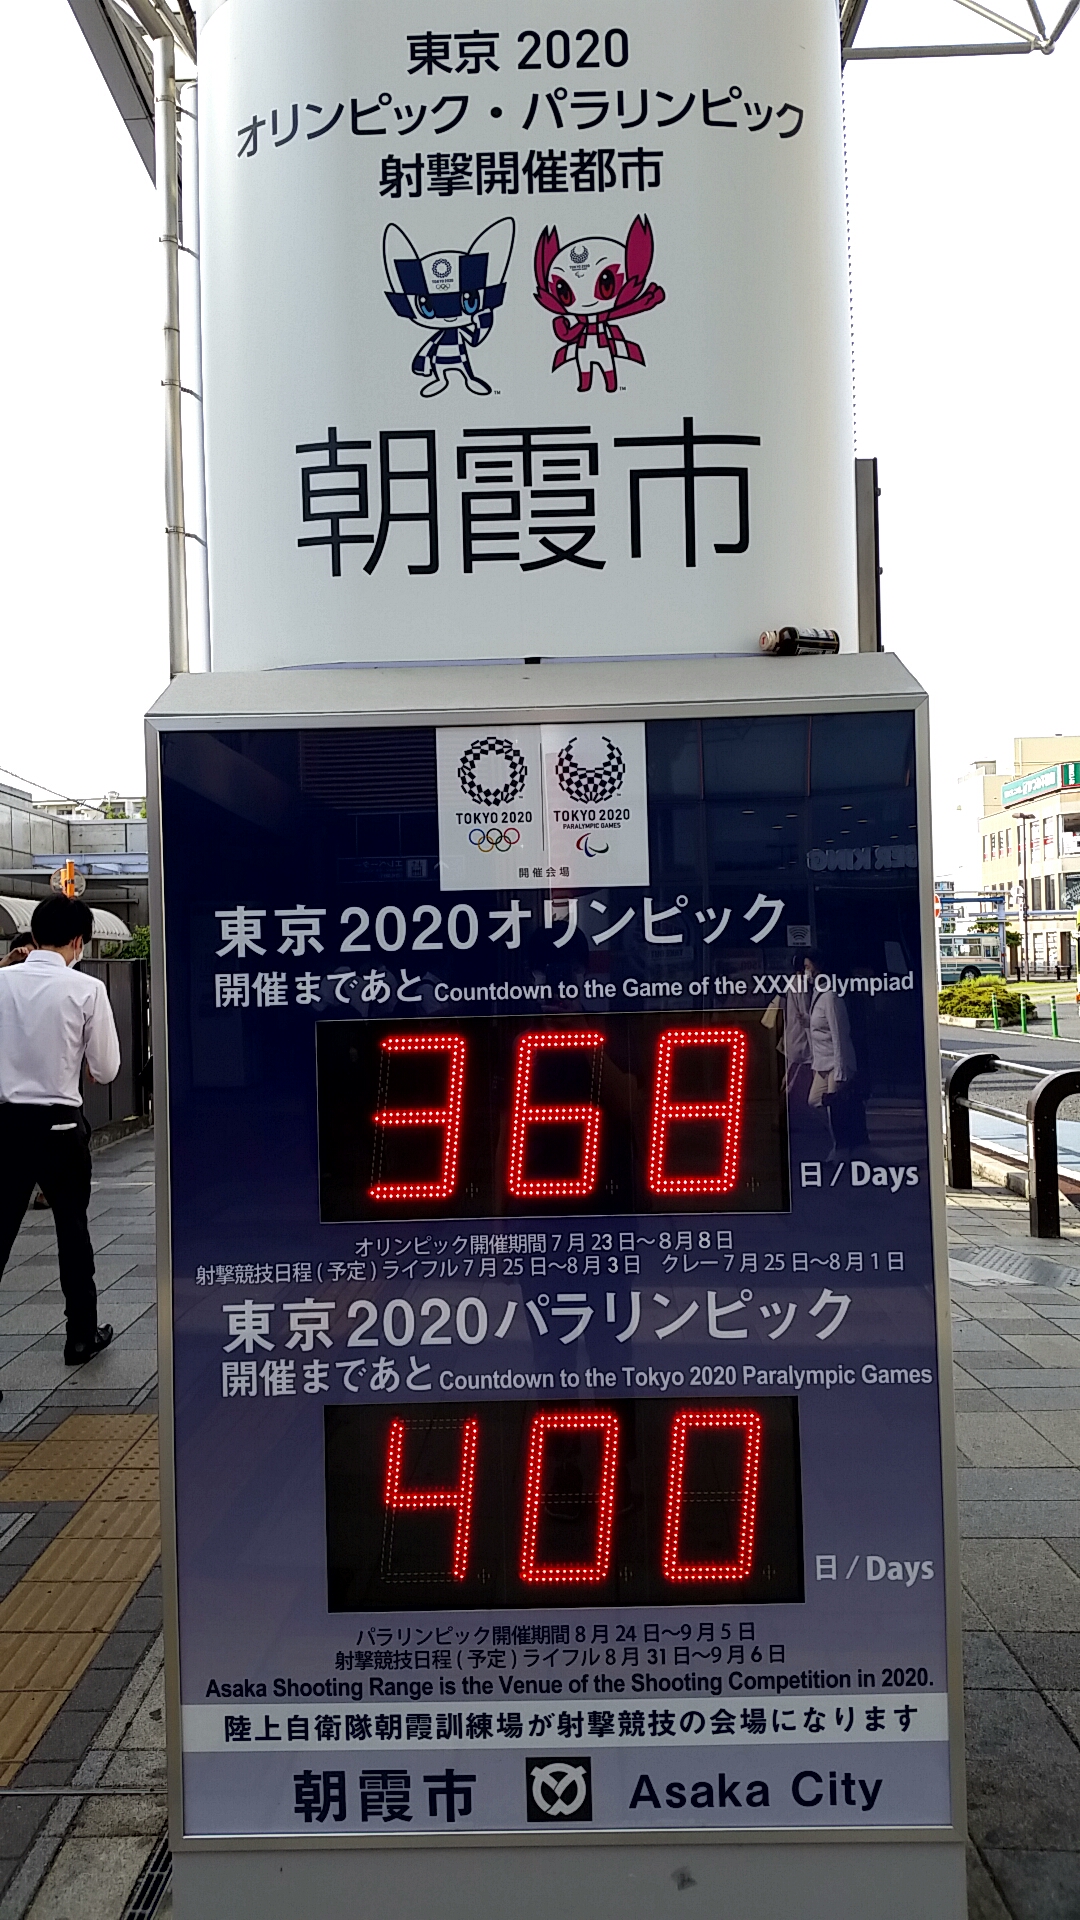 東京 2020
オリンピック・パラリンピック
射撃開催都市
朝霞市
TOKYO 2020
TOKYO 2020
PARALYMPIC GAMES
開催会場
東京2020オリンピック
開催まであと Countdown to the Game of the XXXII Olympiad
368
日 / Days
オリンピック開催期間 7月23日〜8月8日
射撃競技日程(予定)ライフル7月25日〜8月3日 クレー7月25日〜8月1日
東京2020パラリンピック
開催まであと Countdown to the Tokyo 2020 Paralympic Games
400
日 / Days
パラリンピック開催期間 8月24日〜9月5日
射撃競技日程(予定)ライフル8月31日〜9月6日
Asaka Shooting Range is the Venue of the Shooting Competition in 2020.
陸上自衛隊朝霞訓練場が射撃競技の会場になります
朝霞市 Asaka City